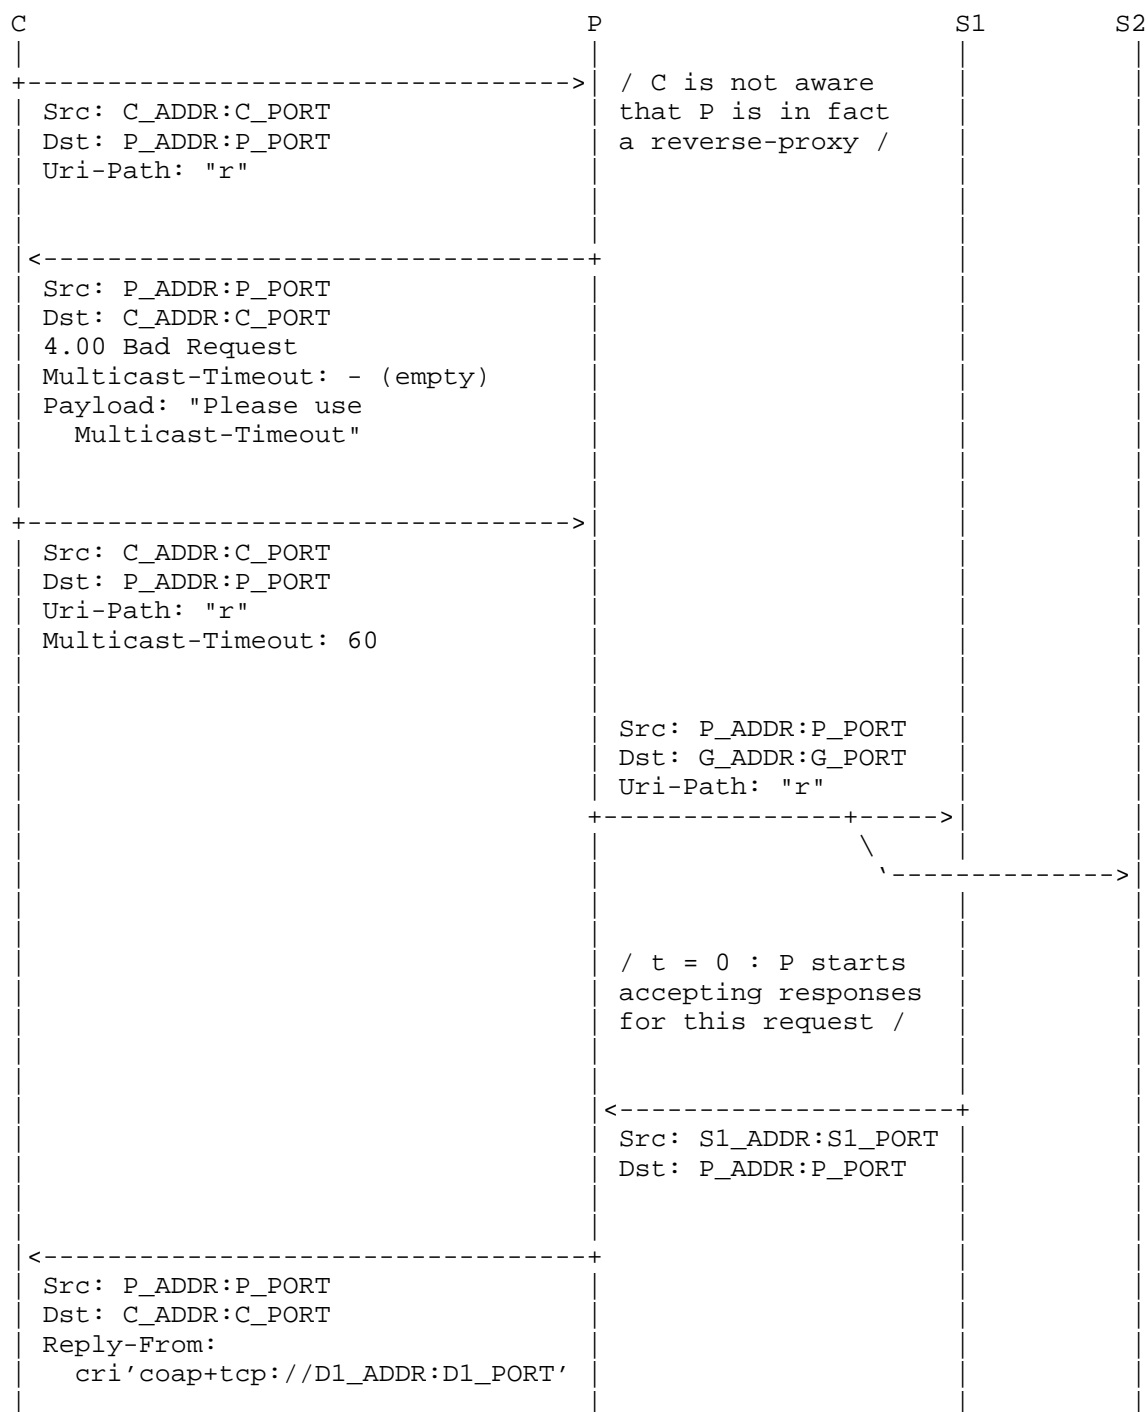 C P S1 S2
/ C is not aware
Src: C_ADDR:C_PORT that P is in fact
Dst: P_ADDR:P_PORT a reverse-proxy /
Uri-Path: "r"
Src: P_ADDR:P_PORT
Dst: C_ADDR:C_PORT
4.00 Bad Request
Multicast-Timeout: - (empty)
Payload: "Please use
Multicast-Timeout"
Src: C_ADDR:C_PORT
Dst: P_ADDR:P_PORT
Uri-Path: "r"
Multicast-Timeout: 60
Src: P_ADDR:P_PORT
Dst: G_ADDR:G_PORT
Uri-Path: "r"
/ t = 0 : P starts
accepting responses
for this request /
Src: S1_ADDR:S1_PORT
Dst: P_ADDR:P_PORT
Src: P_ADDR:P_PORT
Dst: C_ADDR:C_PORT
Reply-From:
cri'coap+tcp://D1_ADDR:D1_PORT'